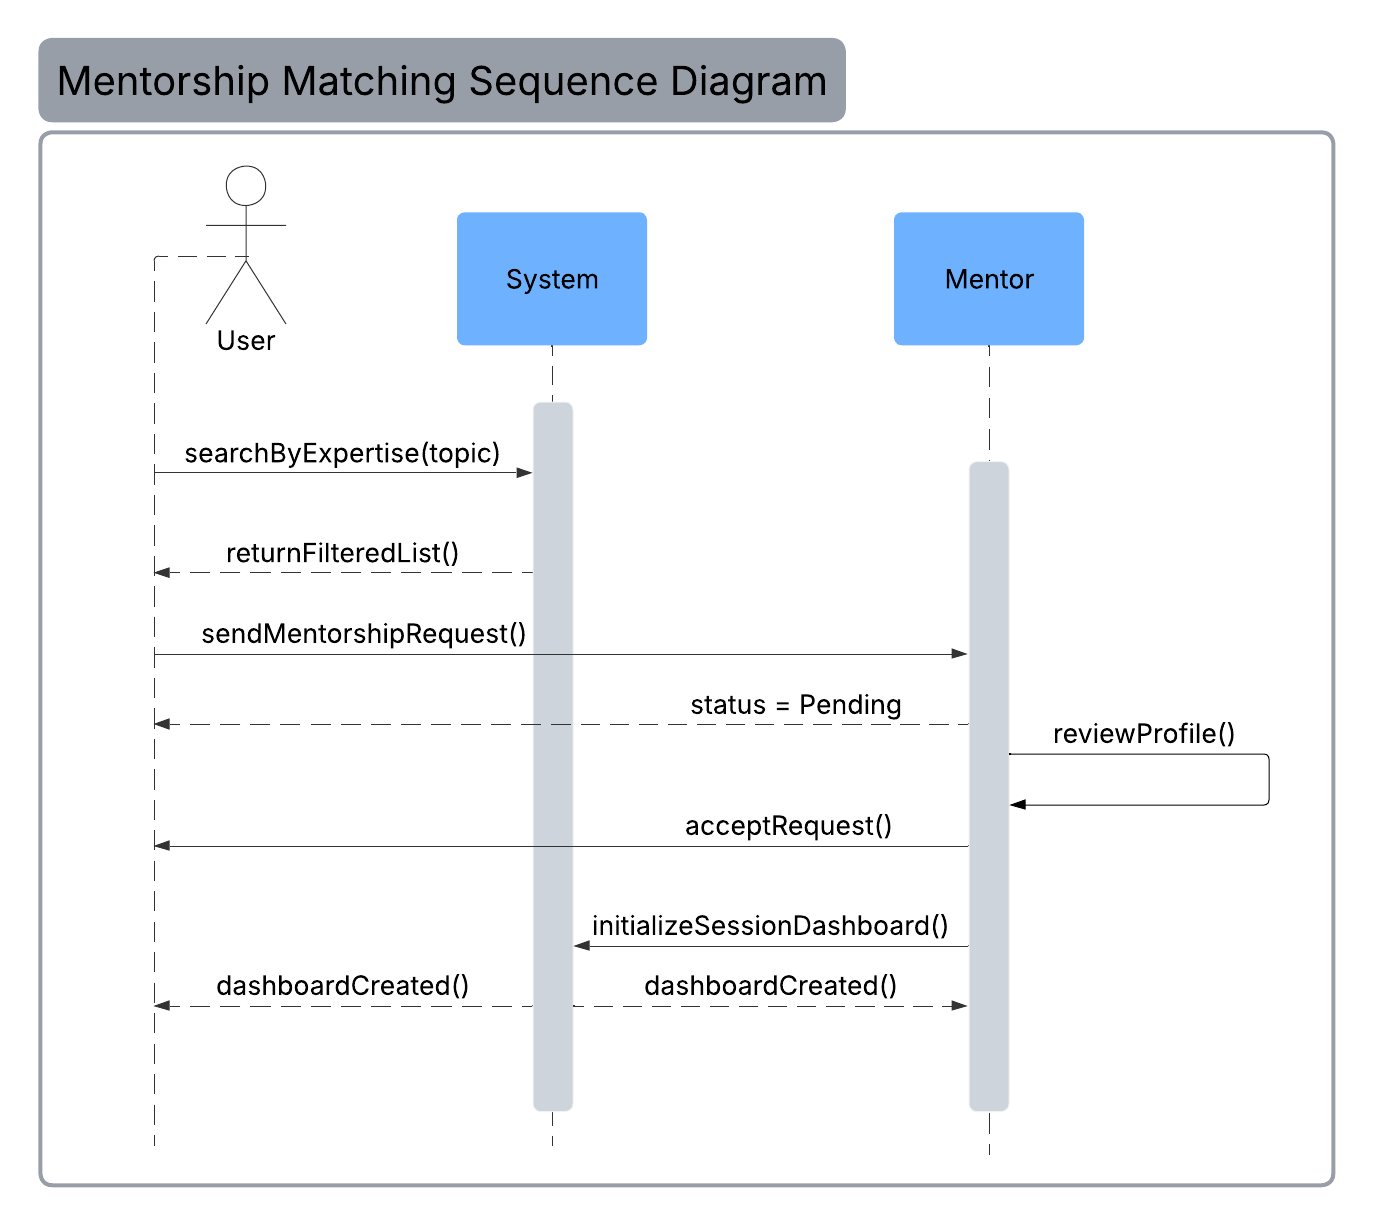 Mentorship Matching Sequence Diagram
User
System
Mentor
searchByExpertise(topic)
returnFilteredList()
sendMentorshipRequest()
status = Pending
reviewProfile()
acceptRequest()
initializeSessionDashboard()
dashboardCreated()
dashboardCreated()